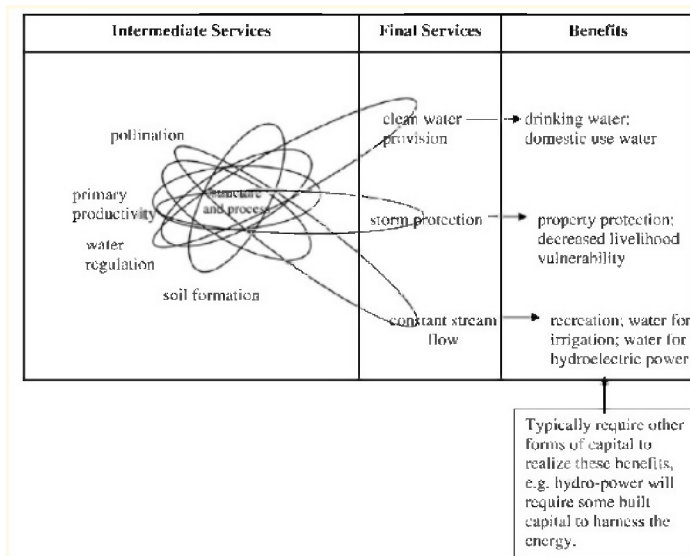 Intermediate Services
Final Services
Benefits
pollination
primary
productivity
water
regulation
soil formation
structure
and process
clean water
provision
storm protection
constant stream
flow
drinking water;
domestic use water
property protection;
decreased livelihood
vulnerability
recreation; water for
irrigation; water for
hydroelectric power
Typically require other
forms of capital to
realize these benefits,
e.g. hydro-power will
require some built
capital to harness the
energy.